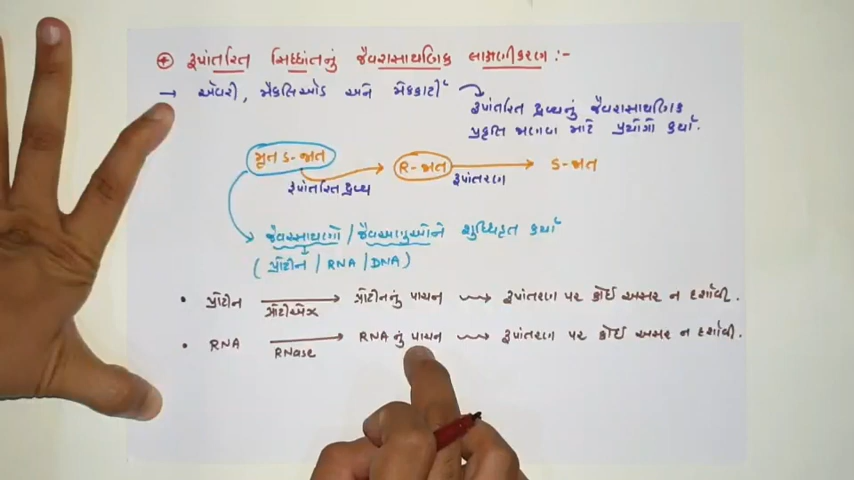 રૂપાંતરિત સિદ્ધાંતનું જૈવરાસાયણિક લાક્ષણીકરણ :-
→ એવરી, મૈકલિઓડ અને મેકકાર્ટી
રૂપાંતરિત દ્રવ્યનું જૈવરાસાયણિક
પ્રકૃતિ જાણવા માટે પ્રયોગો કર્યા.
મૃત S-જાત → R-જાત → S-જાત
રૂપાંતરિત દ્રવ્ય રૂપાંતરણ
જૈવરસાયણો / જૈવઅણુઓને શુધ્ધિકૃત કર્યાં
(પ્રોટીન / RNA / DNA)
• પ્રોટીન → પ્રોટીનનું પાચન ⇝ રૂપાંતરણ પર કોઈ અસર ન દર્શાવી.
પ્રોટીએઝ
• RNA → RNA નું પાચન ⇝ રૂપાંતરણ પર કોઈ અસર ન દર્શાવી.
RNase